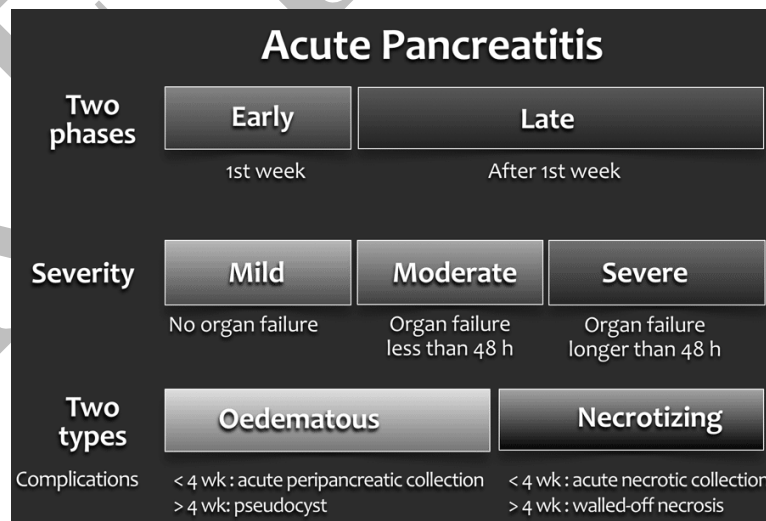 Acute Pancreatitis
Two phases
Early
Late
1st week
After 1st week
Severity
Mild
Moderate
Severe
No organ failure
Organ failure less than 48 h
Organ failure longer than 48 h
Two types
Oedematous
Necrotizing
Complications
< 4 wk : acute peripancreatic collection
> 4 wk: pseudocyst
< 4 wk : acute necrotic collection
> 4 wk : walled-off necrosis